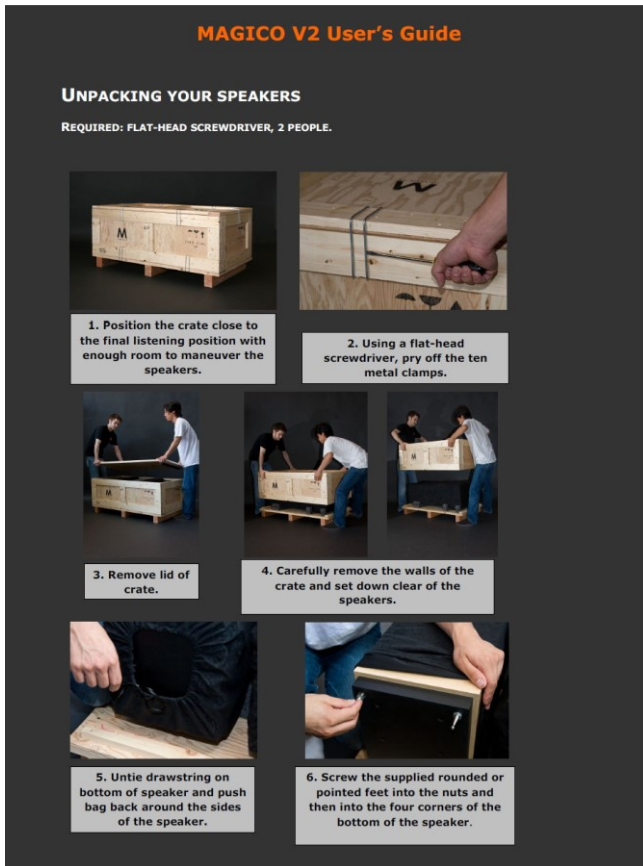 MAGICO V2 User's Guide
UNPACKING YOUR SPEAKERS
REQUIRED: FLAT-HEAD SCREWDRIVER, 2 PEOPLE.
M
M
1. Position the crate close to
the final listening position with
enough room to maneuver the
speakers.
2. Using a flat-head
screwdriver, pry off the ten
metal clamps.
M
M
M
3. Remove lid of
crate.
4. Carefully remove the walls of the
crate and set down clear of the
speakers.
5. Untie drawstring on
bottom of speaker and push
bag back around the sides
of the speaker.
6. Screw the supplied rounded or
pointed feet into the nuts and
then into the four corners of the
bottom of the speaker.